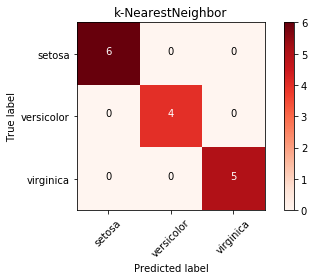 k-NearestNeighbor
setosa
versicolor
virginica
True label
6 0 0
0 4 0
0 0 5
setosa
versicolor
virginica
Predicted label
6
5
4
3
2
1
0